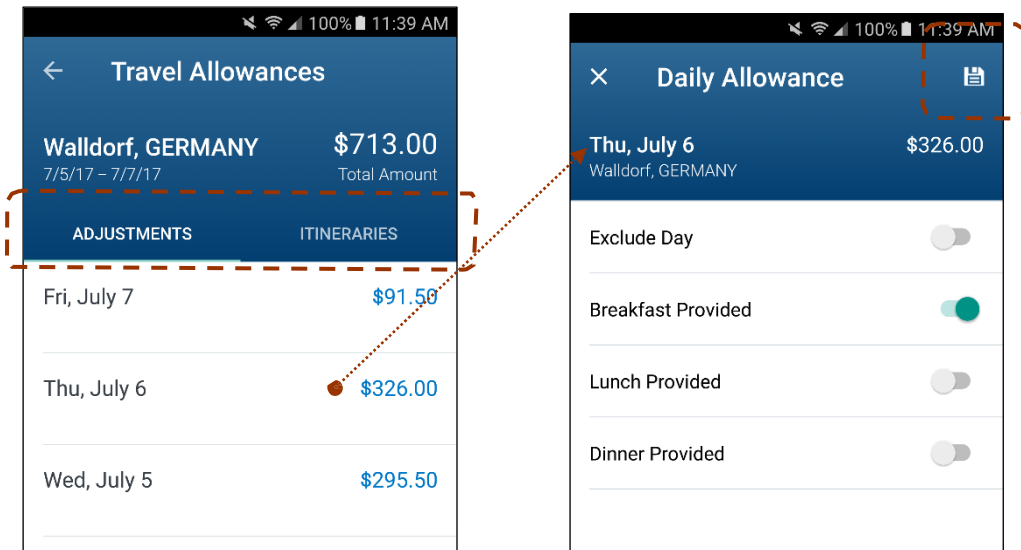 100% 11:39 AM
Travel Allowances
Walldorf, GERMANY $713.00
7/5/17 – 7/7/17 Total Amount
ADJUSTMENTS ITINERARIES
Fri, July 7 $91.50
Thu, July 6 $326.00
Wed, July 5 $295.50
100% 11:39 AM
Daily Allowance
Thu, July 6 $326.00
Walldorf, GERMANY
Exclude Day
Breakfast Provided
Lunch Provided
Dinner Provided